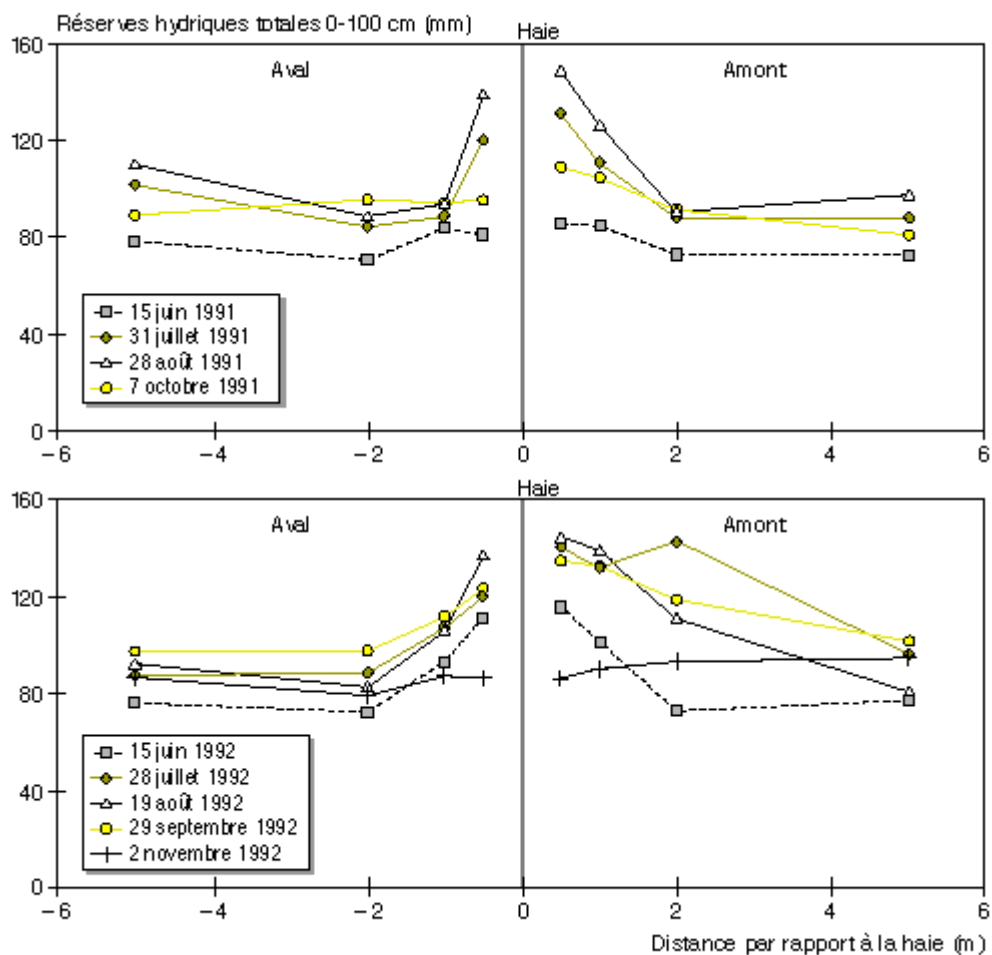 Réserves hydriques totales 0-100 cm (mm)
Haie
160
Aval
Amont
120
80
40
0
15 juin 1991
31 juillet 1991
28 août 1991
7 octobre 1991
−6
−4
−2
0
2
4
6
Haie
160
Aval
Amont
120
80
40
0
15 juin 1992
28 juillet 1992
19 août 1992
29 septembre 1992
2 novembre 1992
−6
−4
−2
0
2
4
6
Distance par rapport à la haie (m)